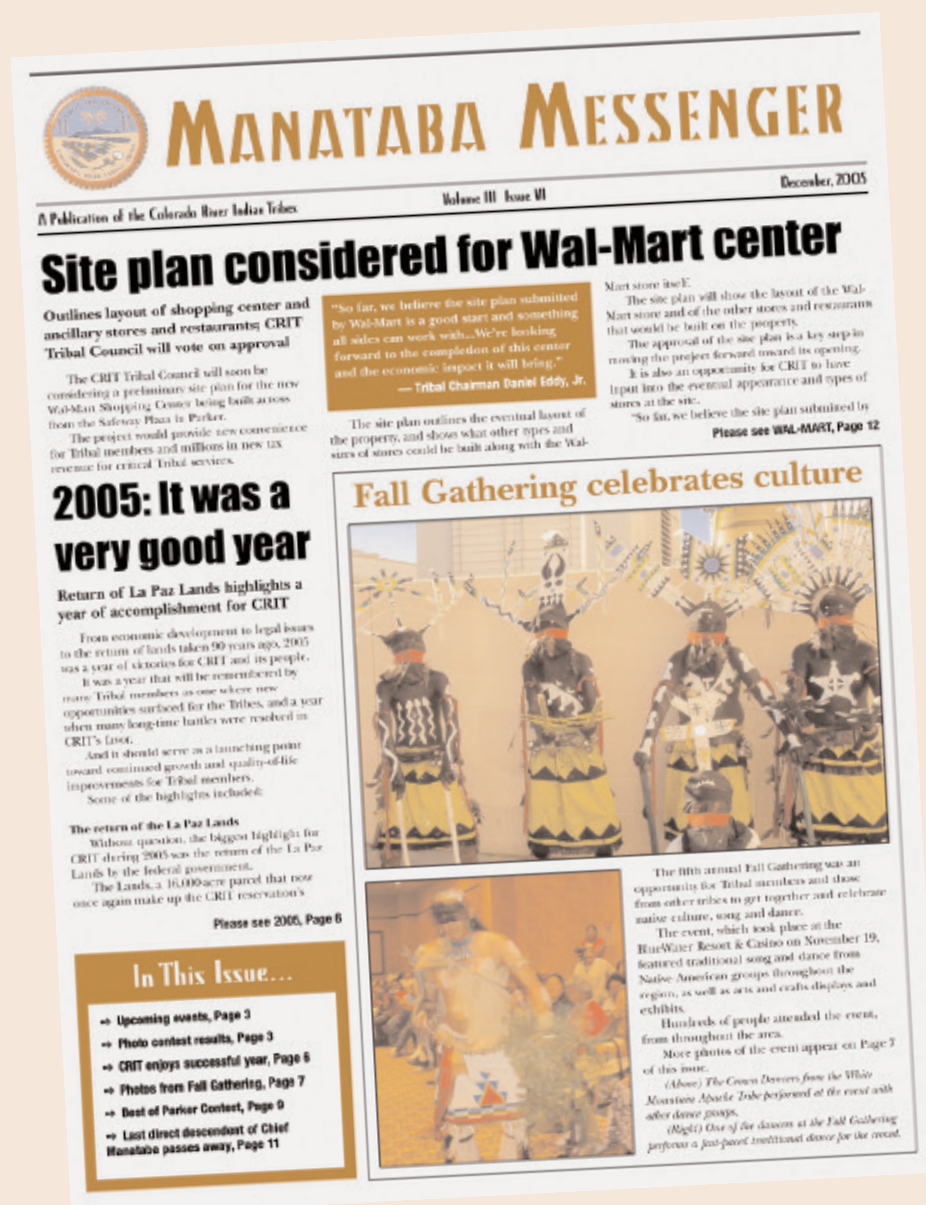 MANATABA MESSENGER
A Publication of the Colorado River Indian Tribes
Volume III Issue VI
December, 2005
Site plan considered for Wal-Mart center
Outlines layout of shopping center and
ancillary stores and restaurants; CRIT
Tribal Council will vote on approval
The CRIT Tribal Council will soon be
considering a preliminary site plan for the new
Wal-Mart Shopping Center being built across
from the Safeway Plaza in Parker.
The project would provide new convenience
for Tribal members and millions in new tax
revenue for critical Tribal services.
"So far, we believe the site plan submitted
by Wal-Mart is a good start and something
all sides can work with...We're looking
forward to the completion of this center
and the economic impact it will bring."
— Tribal Chairman Daniel Eddy, Jr.
The site plan outlines the eventual layout of
the property, and shows what other types and
sizes of stores could be built along with the Wal-
Mart store itself.
The site plan will show the layout of the Wal-
Mart store and of the other stores and restaurants
that would be built on the property.
The approval of the site plan is a key step in
moving the project forward toward its opening.
It is also an opportunity for CRIT to have
input into the eventual appearance and types of
stores at the site.
"So far, we believe the site plan submitted by
Please see WAL-MART, Page 12
2005: It was a
very good year
Return of La Paz Lands highlights a
year of accomplishment for CRIT
From economic development to legal issues
to the return of lands taken 90 years ago, 2005
was a year of victories for CRIT and its people.
It was a year that will be remembered by
many Tribal members as one where new
opportunities surfaced for the Tribes, and a year
when many long-time battles were resolved in
CRIT's favor.
And it should serve as a launching point
toward continued growth and quality-of-life
improvements for Tribal members.
Some of the highlights included:
The return of the La Paz Lands
Without question, the biggest highlight for
CRIT during 2005 was the return of the La Paz
Lands by the federal government.
The Lands, a 16,000-acre parcel that now
once again make up the CRIT reservation's
Please see 2005, Page 6
In This Issue...
⇒ Upcoming events, Page 3
⇒ Photo contest results, Page 3
⇒ CRIT enjoys successful year, Page 6
⇒ Photos from Fall Gathering, Page 7
⇒ Best of Parker Contest, Page 9
⇒ Last direct descendent of Chief
Manataba passes away, Page 11
Fall Gathering celebrates culture
The fifth annual Fall Gathering was an
opportunity for Tribal members and those
from other tribes to get together and celebrate
native culture, song and dance.
The event, which took place at the
BlueWater Resort & Casino on November 19,
featured traditional song and dance from
Native American groups throughout the
region, as well as arts and crafts displays and
exhibits.
Hundreds of people attended the event,
from throughout the area.
More photos of the event appear on Page 7
of this issue.
(Above) The Crown Dancers from the White
Mountain Apache Tribe performed at the event with
other dance groups.
(Right) One of the dancers at the Fall Gathering
performs a fast-paced traditional dance for the crowd.